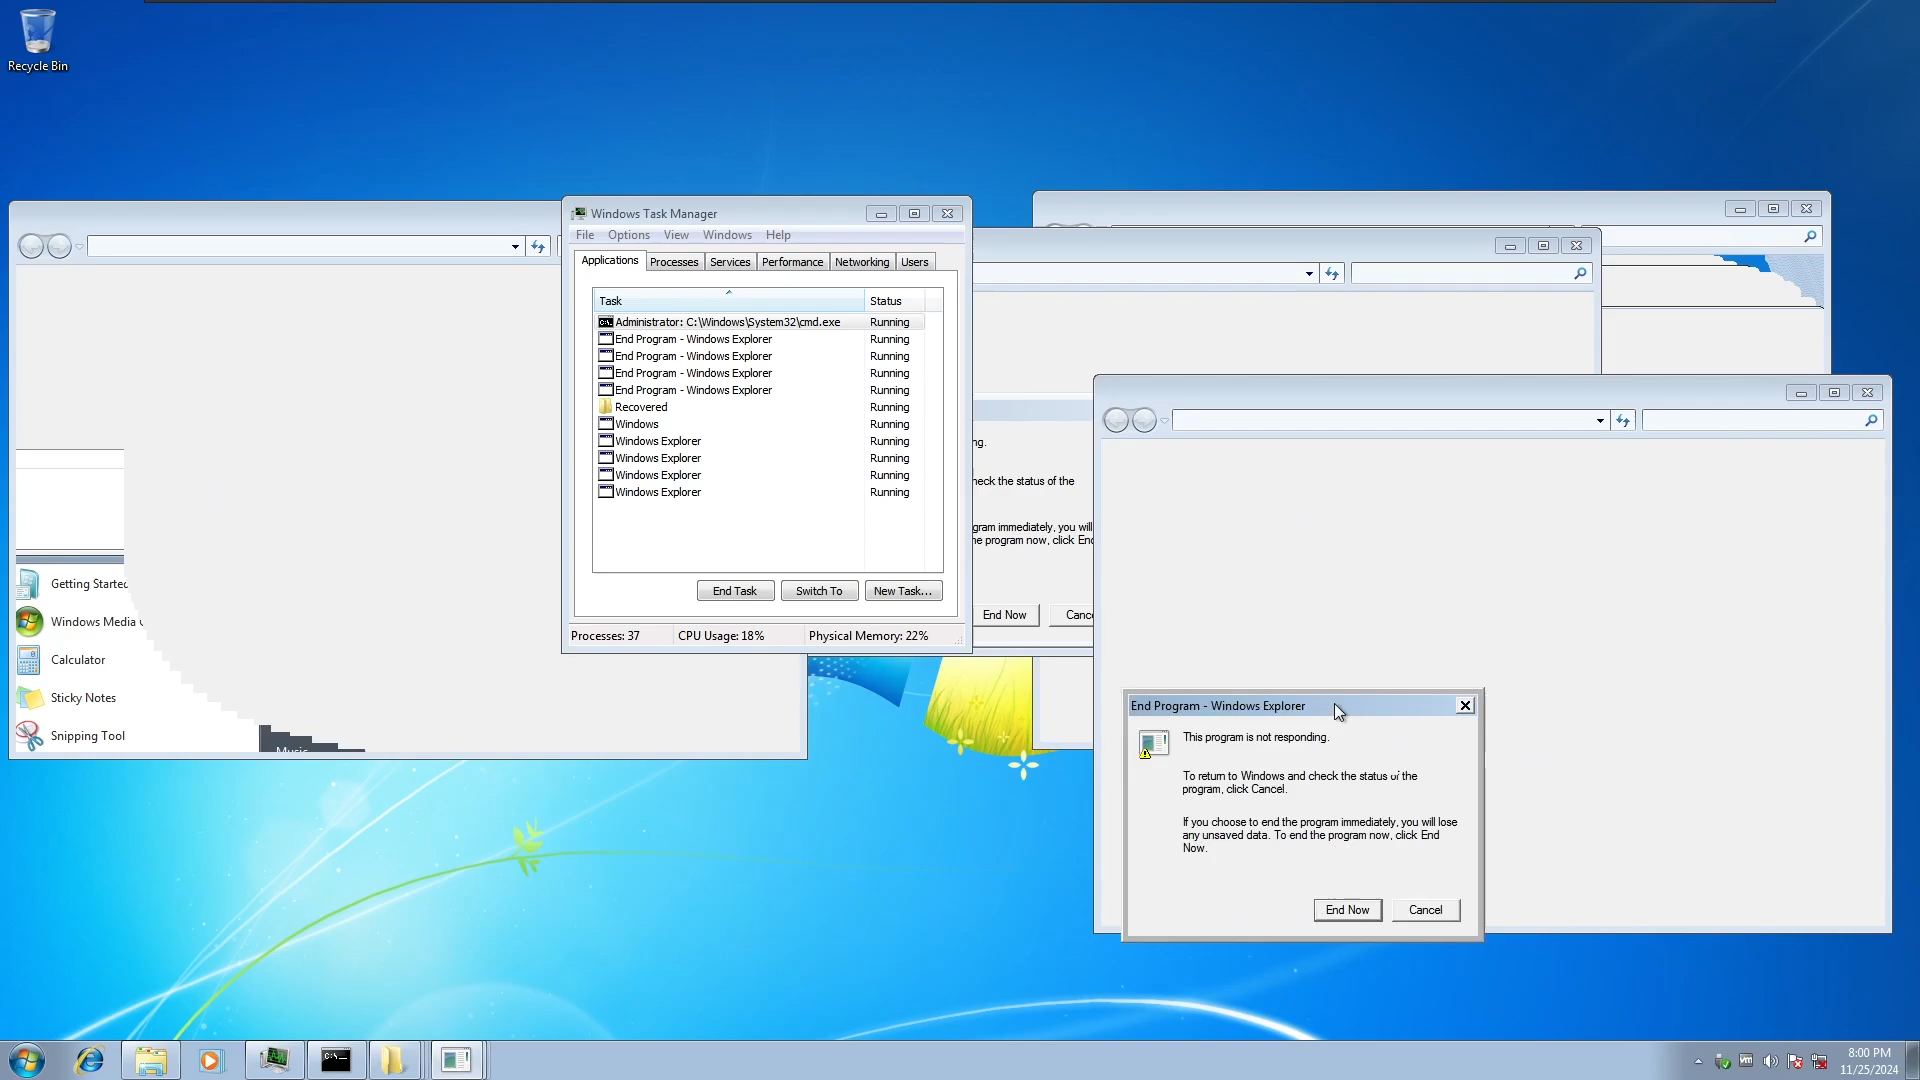 Recycle Bin
Windows Task Manager
File Options View Windows Help
Applications Processes Services Performance Networking Users
Task Status
Administrator: C:\Windows\System32\cmd.exe Running
End Program - Windows Explorer Running
End Program - Windows Explorer Running
End Program - Windows Explorer Running
End Program - Windows Explorer Running
Recovered Running
Windows Running
Windows Explorer Running
Windows Explorer Running
Windows Explorer Running
Windows Explorer Running
End Task Switch To New Task...
Processes: 37 CPU Usage: 18% Physical Memory: 22%
check the status of the
gram immediately, you will
e program now, click En
End Now Canc
Getting Started
Windows Media
Calculator
Sticky Notes
Snipping Tool
Music
End Program - Windows Explorer
This program is not responding.
To return to Windows and check the status of the
program, click Cancel.
If you choose to end the program immediately, you will lose
any unsaved data. To end the program now, click End
Now.
End Now Cancel
C:\
8:00 PM
11/25/2024